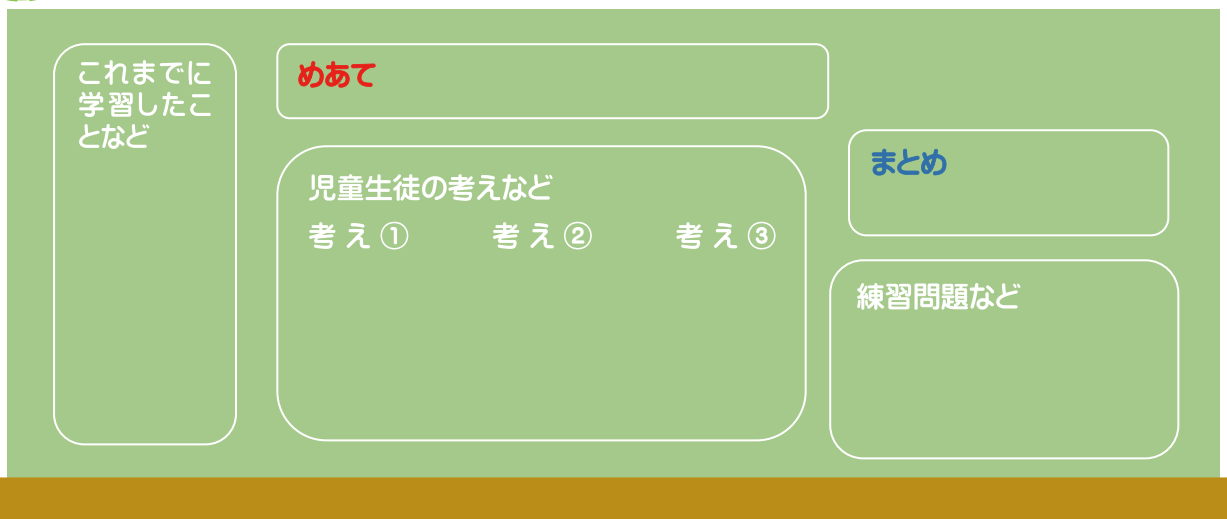 これまでに
学習したこ
となど
めあて
児童生徒の考えなど
考え① 考え② 考え③
まとめ
練習問題など